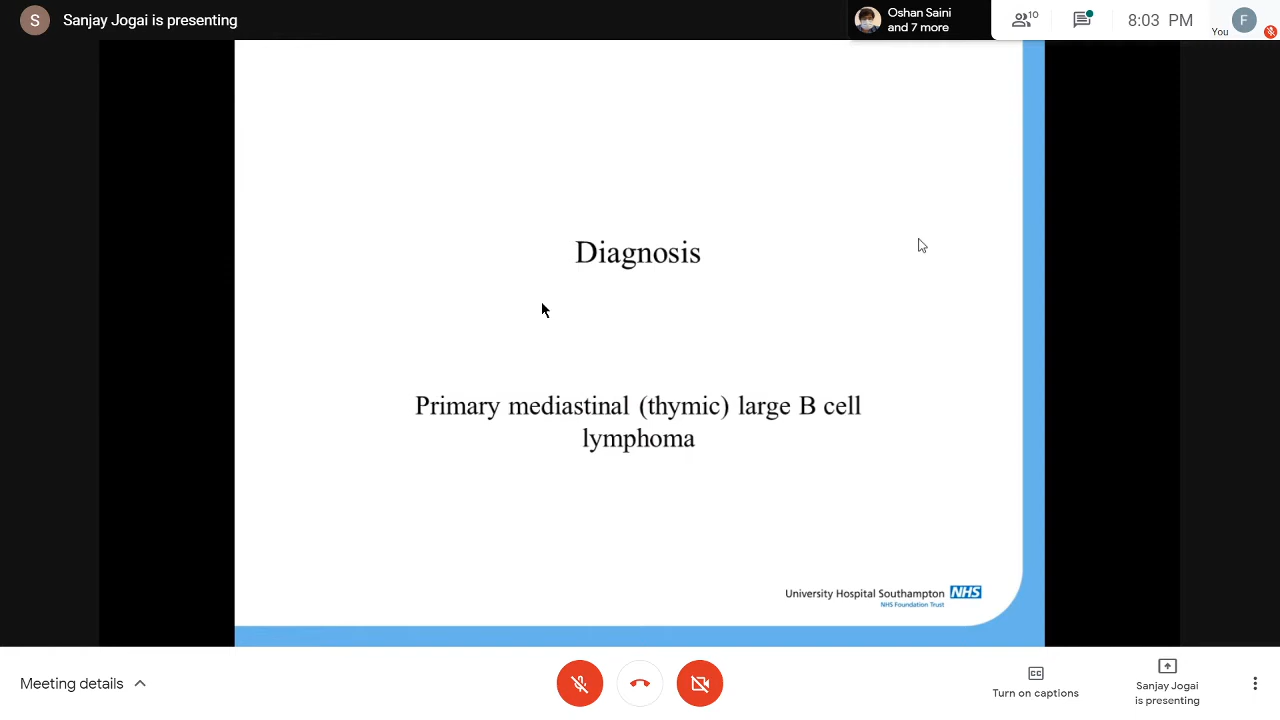 S
Sanjay Jogai is presenting
Oshan Saini
and 7 more
10
8:03 PM
You
F
Diagnosis
Primary mediastinal (thymic) large B cell
lymphoma
University Hospital Southampton NHS
NHS Foundation Trust
Meeting details
CC
Turn on captions
Sanjay Jogai
is presenting